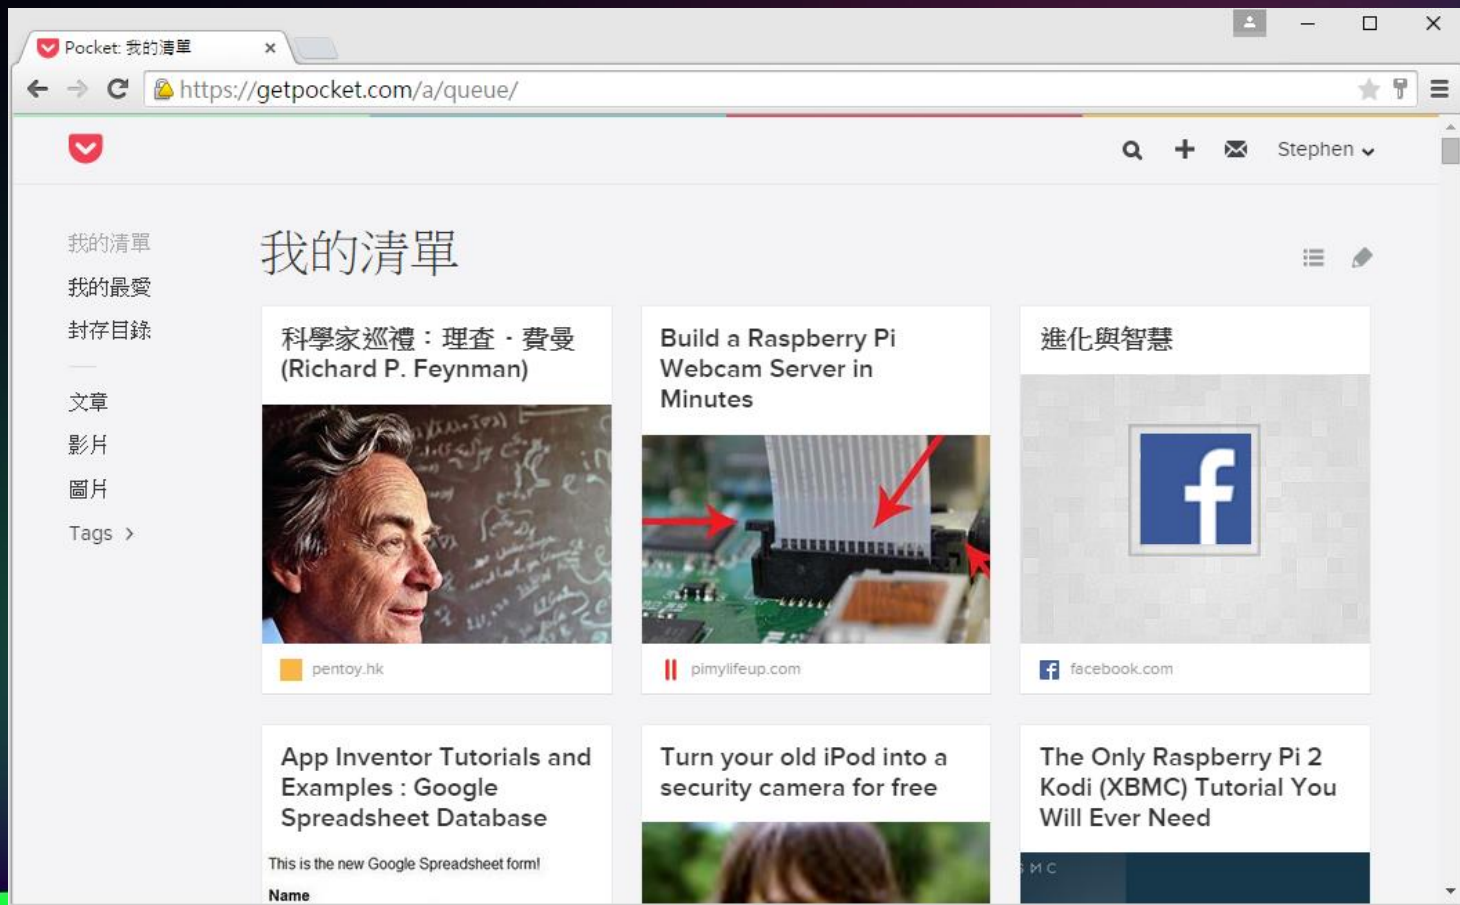 Pocket: 我的清單
https://getpocket.com/a/queue/
Stephen
我的清單
我的最愛
封存目錄
文章
影片
圖片
Tags
我的清單
科學家巡禮：理查‧費曼
(Richard P. Feynman)
pentoy.hk
Build a Raspberry Pi
Webcam Server in
Minutes
pimylifeup.com
進化與智慧
f
facebook.com
App Inventor Tutorials and
Examples : Google
Spreadsheet Database
This is the new Google Spreadsheet form!
Name
Turn your old iPod into a
security camera for free
The Only Raspberry Pi 2
Kodi (XBMC) Tutorial You
Will Ever Need